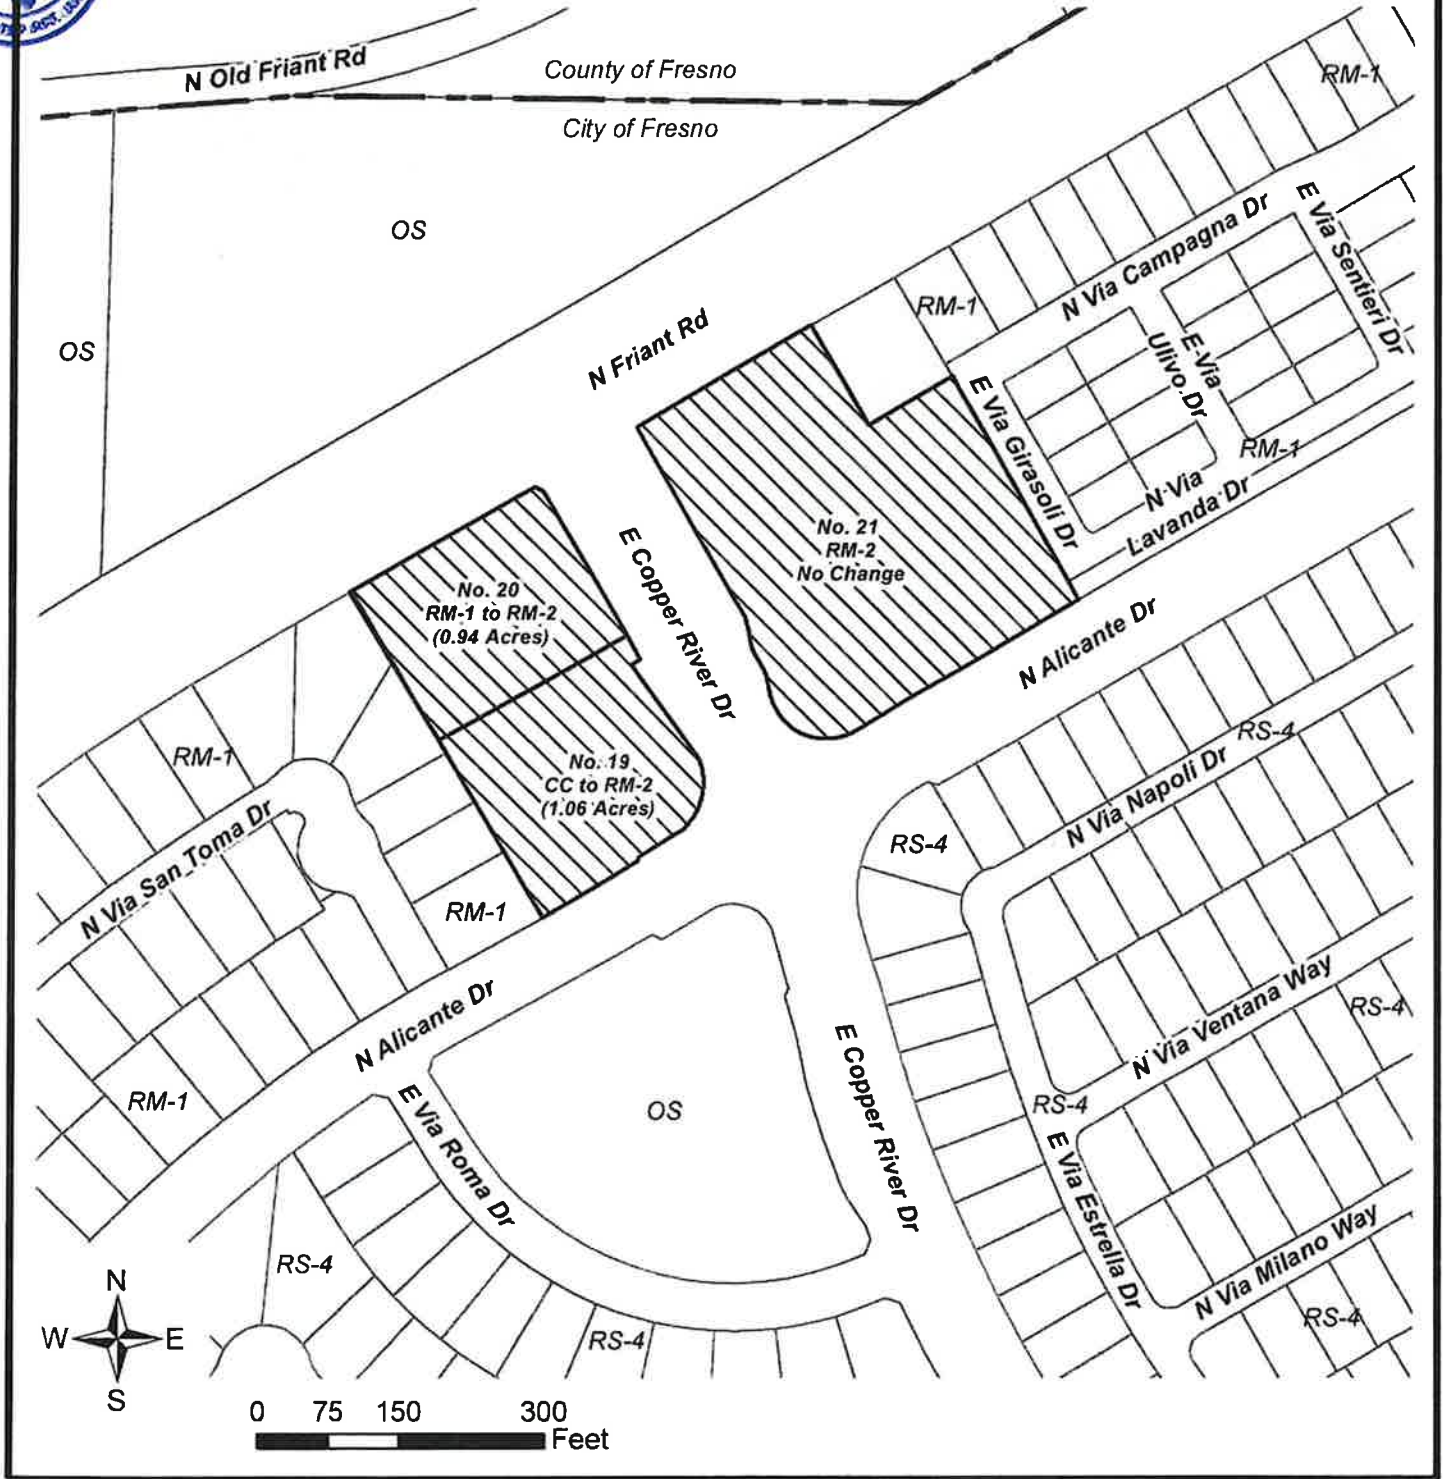 N Old Friant Rd
County of Fresno
City of Fresno
RM-1
OS
OS
N Friant Rd
RM-1
N Via Campagna Dr
E Via Sentieri Dr
E Via
Ulivo Dr
E Via Girasoli Dr
RM-1
N Via
Lavanda Dr
No. 21
RM-2
No Change
No. 20
RM-1 to RM-2
(0.94 Acres)
E Copper River Dr
N Alicante Dr
No. 19
CC to RM-2
(1.06 Acres)
RM-1
RS-4
N Via Napoli Dr
N Via San Toma Dr
RS-4
RM-1
N Alicante Dr
N Via Ventana Way
RS-4
RM-1
E Via Roma Dr
OS
E Copper River Dr
RS-4
E Via Estrella Dr
N Via Milano Way
RS-4
RS-4
RS-4
N
W E
S
0 75 150 300
Feet